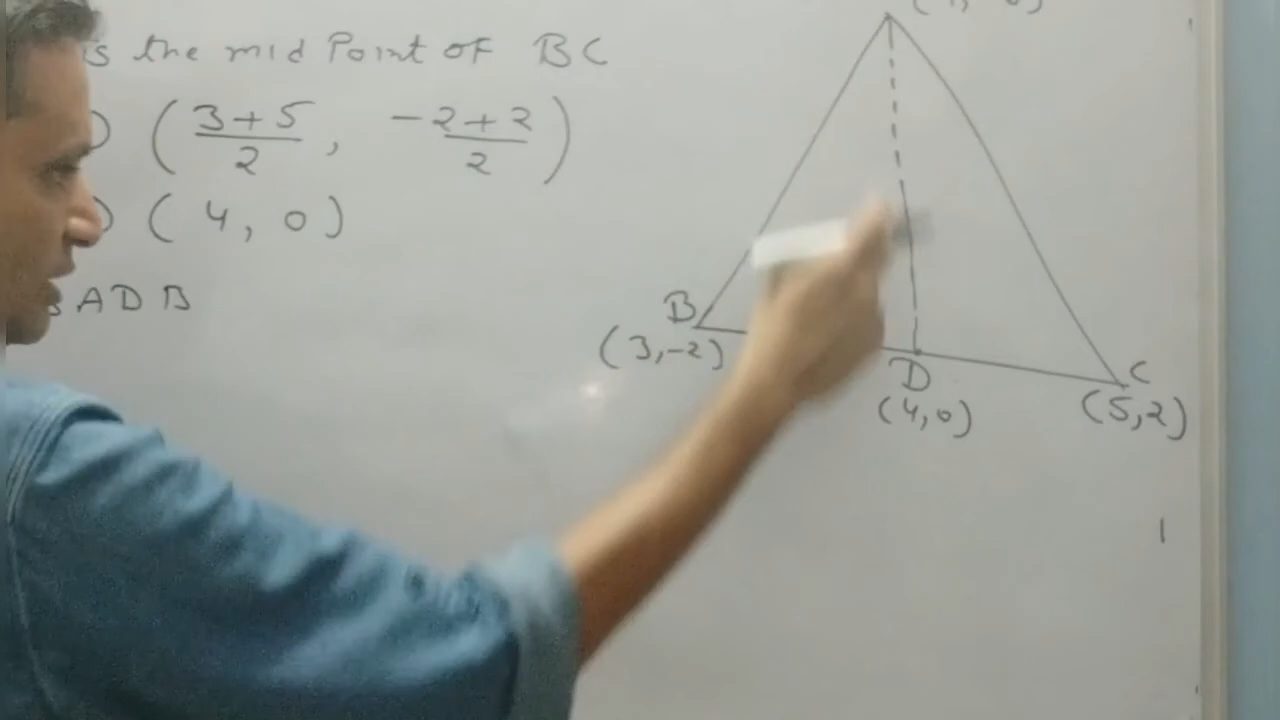 is the mid Point of BC
) ( 3+5/2 , -2+2/2 )
) ( 4, 0 )
ADB
B
(3,-2)
D
(4,0)
C
(5,2)